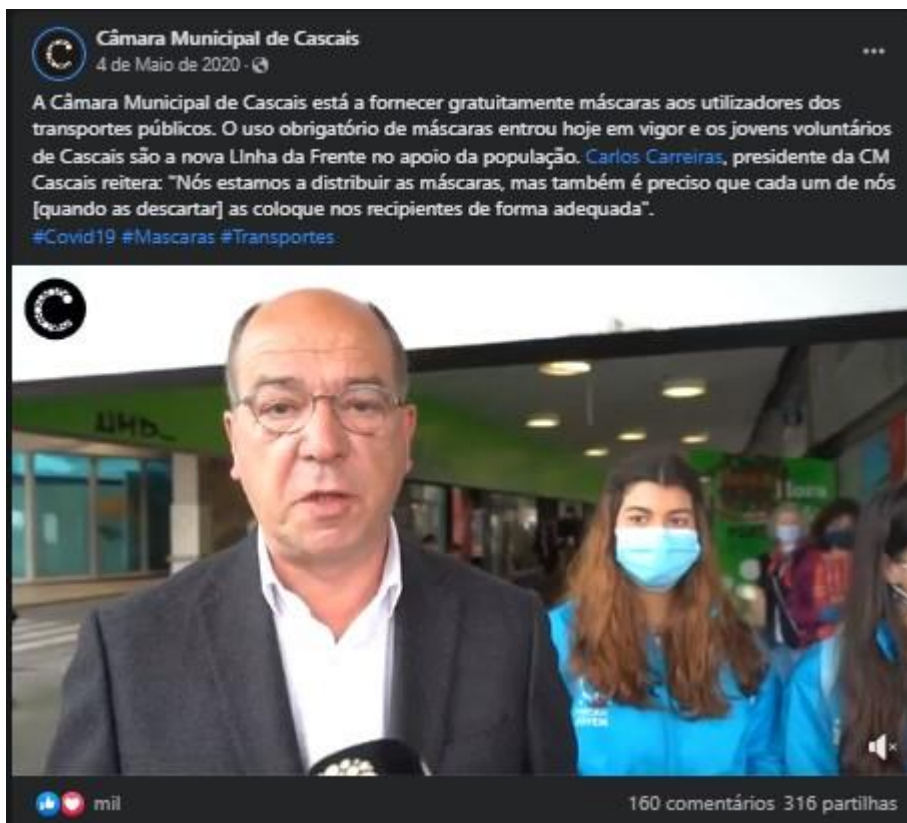 Câmara Municipal de Cascais
4 de Maio de 2020 ·
A Câmara Municipal de Cascais está a fornecer gratuitamente máscaras aos utilizadores dos
transportes públicos. O uso obrigatório de máscaras entrou hoje em vigor e os jovens voluntários
de Cascais são a nova LInha da Frente no apoio da população. Carlos Carreiras, presidente da CM
Cascais reitera: "Nós estamos a distribuir as máscaras, mas também é preciso que cada um de nós
[quando as descartar] as coloque nos recipientes de forma adequada".
#Covid19 #Mascaras #Transportes
mil
160 comentários 316 partilhas